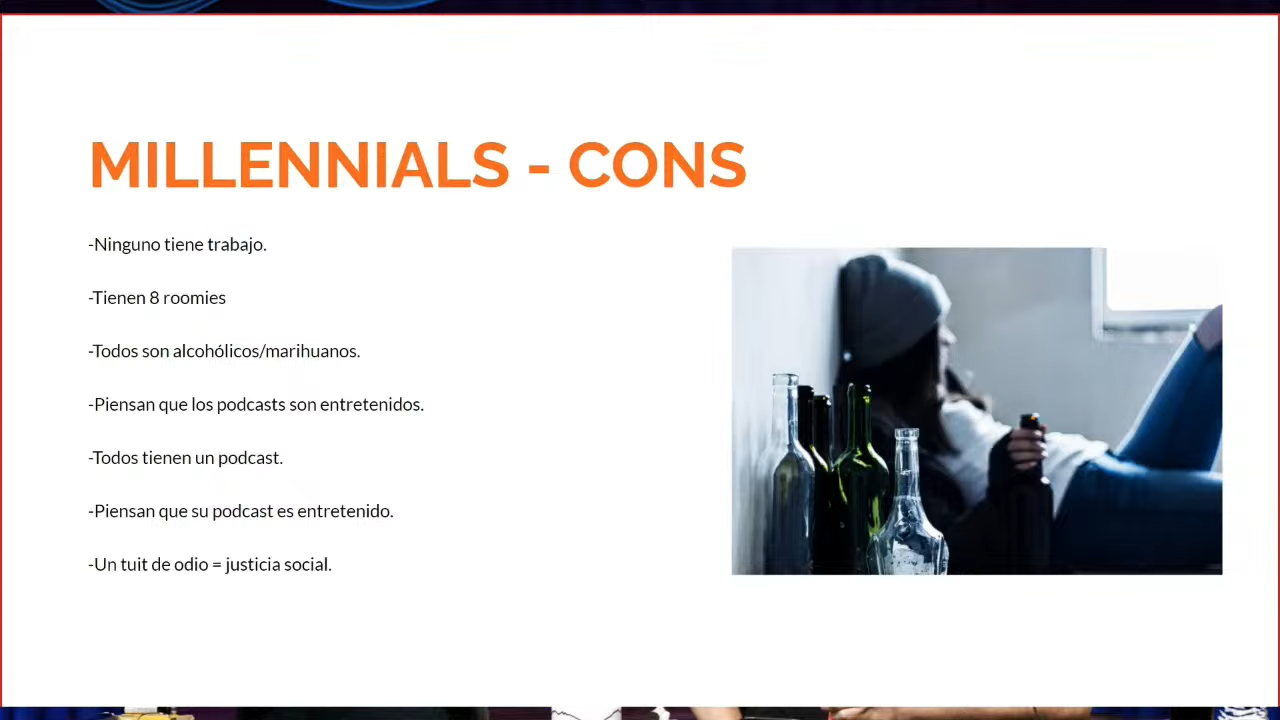 MILLENNIALS - CONS
-Ninguno tiene trabajo.
-Tienen 8 roomies
-Todos son alcohólicos/marihuanos.
-Piensan que los podcasts son entretenidos.
-Todos tienen un podcast.
-Piensan que su podcast es entretenido.
-Un tuit de odio = justicia social.